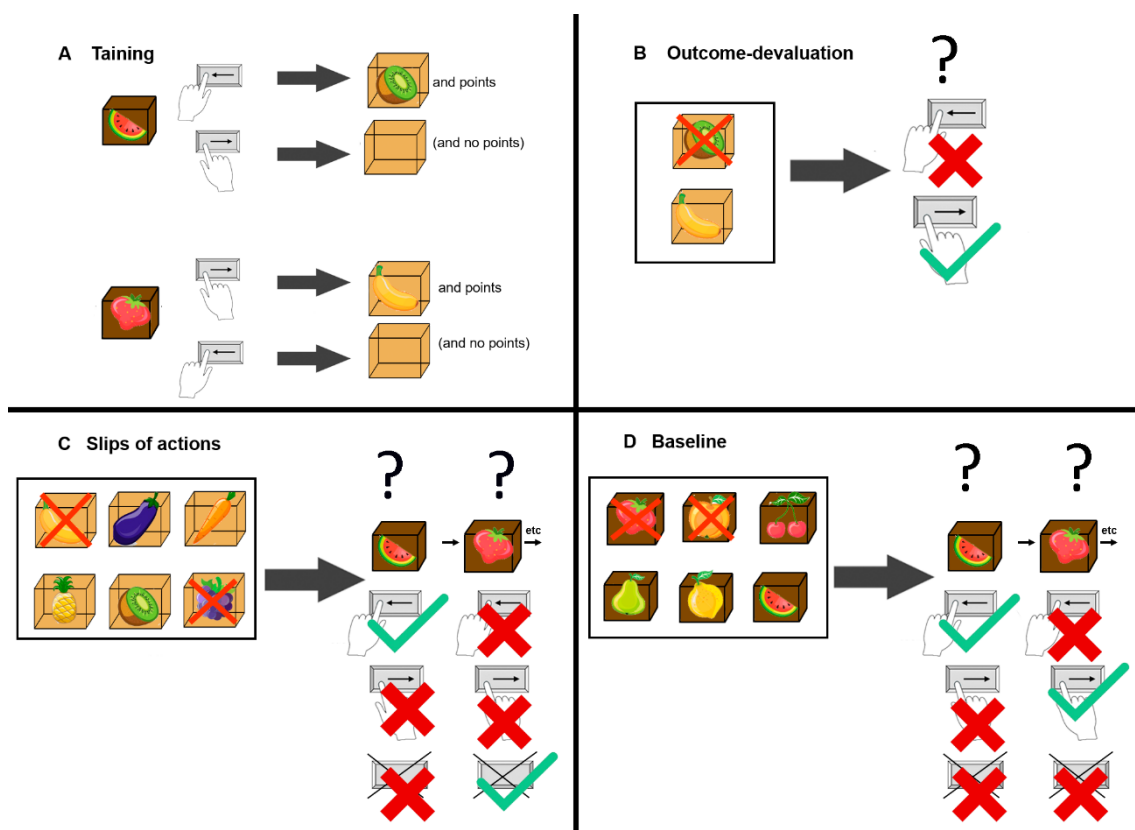 A Taining
and points
(and no points)
and points
(and no points)
B Outcome-devaluation
?
C Slips of actions
? ?
etc
D Baseline
? ?
etc